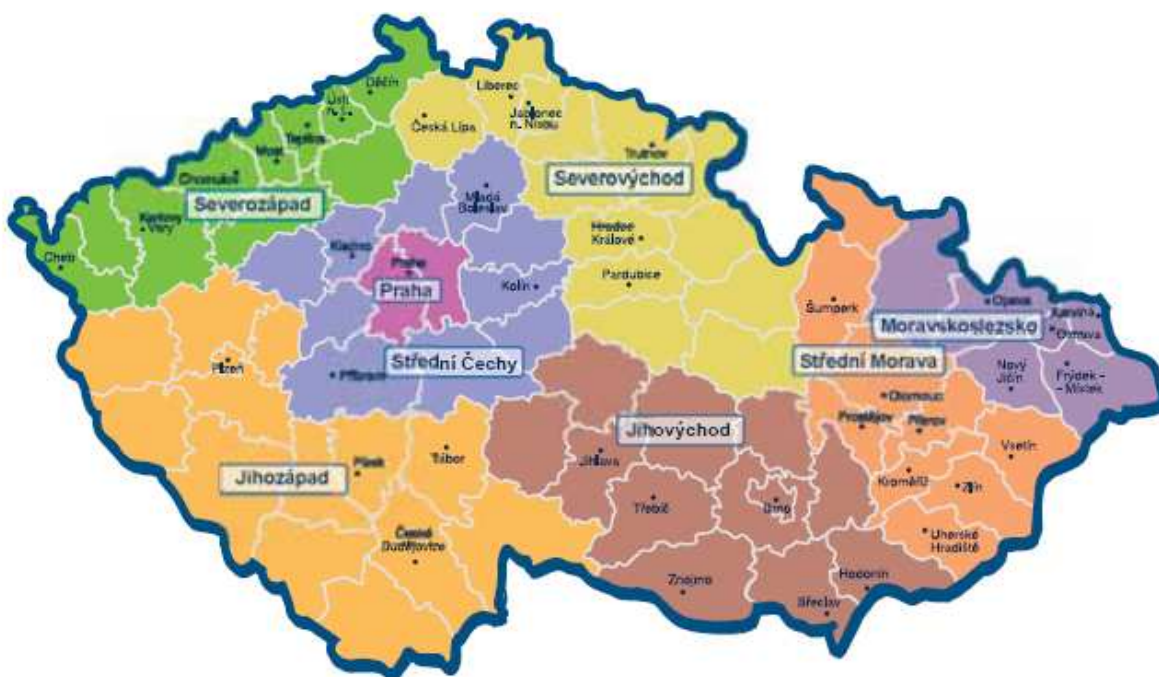 Děčín
Liberec
Ústí
n. L.
Jablonec
n. Nisou
Česká Lípa
Teplice
Most
Trutnov
Chomutov
Severovýchod
Severozápad
Mladá
Boleslav
Karlovy
Vary
Hradec
Králové
Kladno
Cheb
Praha
Praha
Kolín
Pardubice
Šumperk
Opava
Karviná
Moravskoslezsko
Ostrava
Střední Čechy
Střední Morava
Plzeň
Příbram
Nový
Jičín
Frýdek -
- Místek
Olomouc
Prostějov
Přerov
Jihovýchod
Vsetín
Tábor
Jihlava
Písek
Jihozápad
Kroměříž
Zlín
Třebíč
Brno
České
Budějovice
Uherské
Hradiště
Znojmo
Hodonín
Břeclav